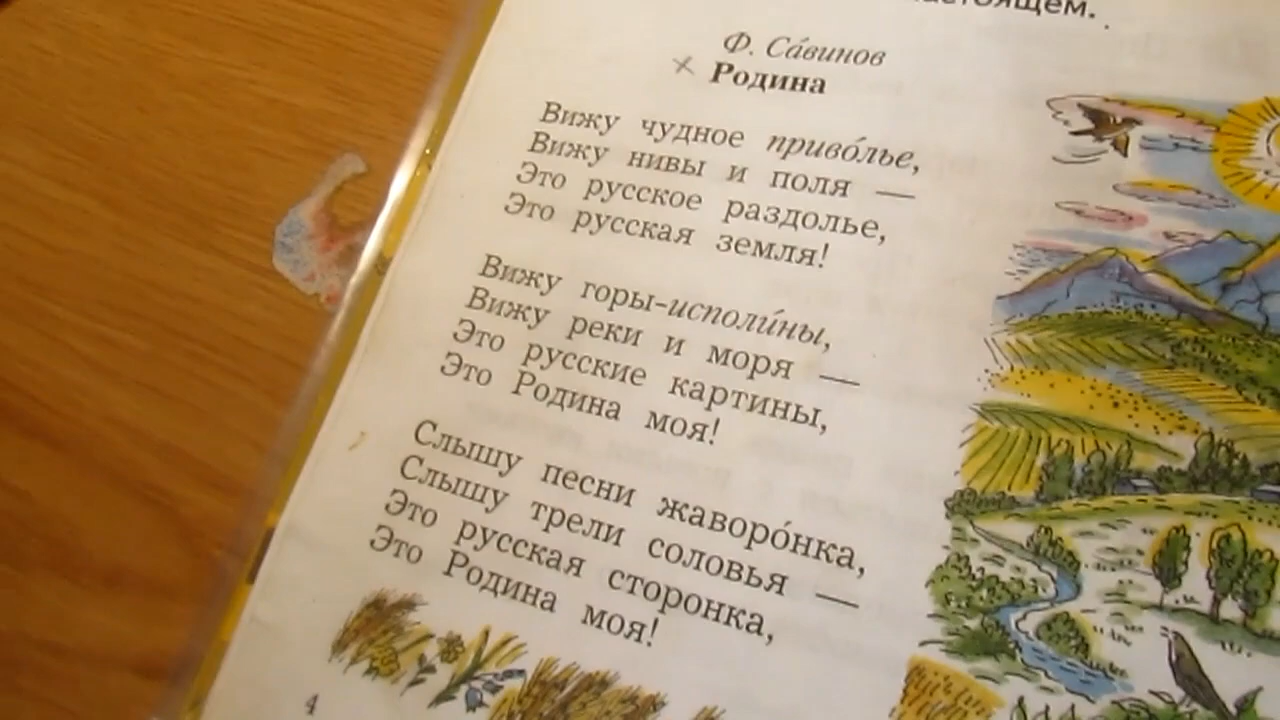 Ф. Са́винов
Родина
Вижу чудное приво́лье,
Вижу нивы и поля —
Это русское раздолье,
Это русская земля!
Вижу горы-исполи́ны,
Вижу реки и моря —
Это русские картины,
Это Родина моя!
Слышу песни жаворо́нка,
Слышу трели соловья —
Это русская сторонка,
Это Родина моя!
4